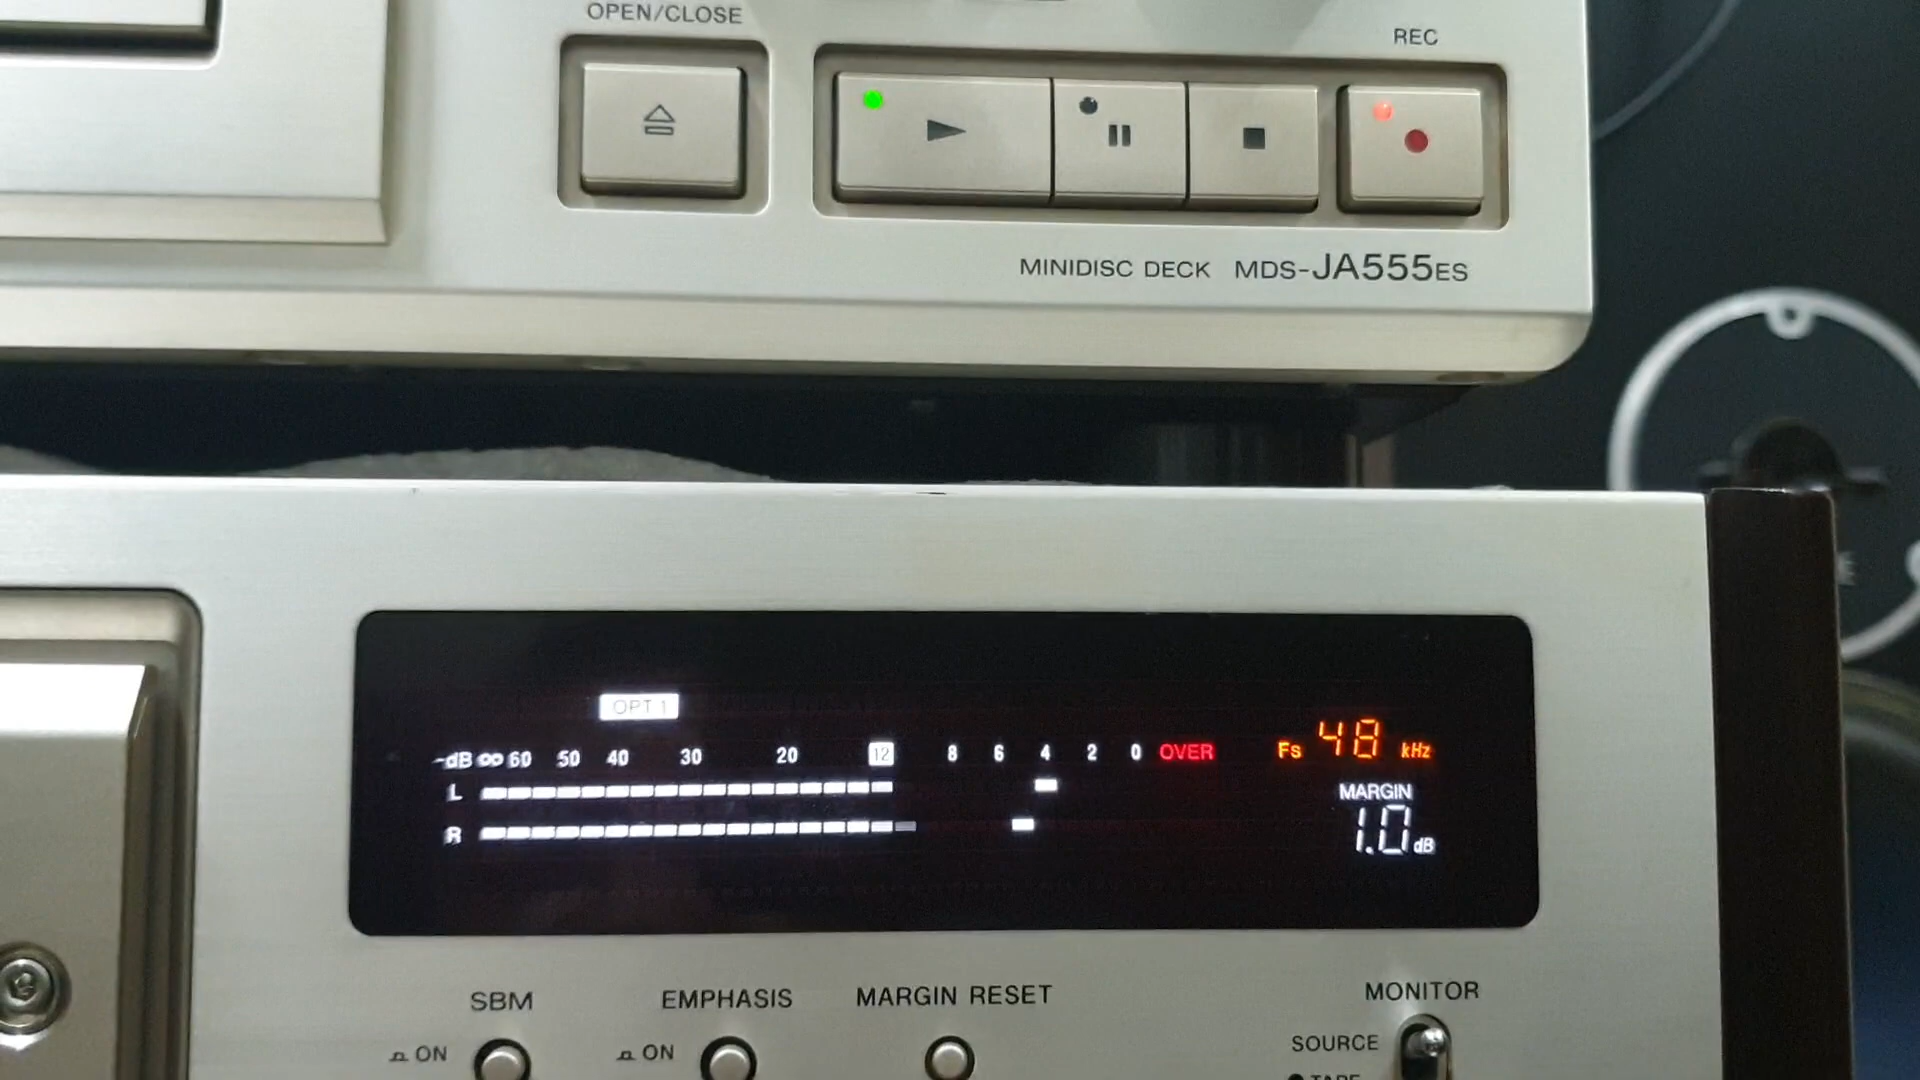 OPEN/CLOSE
REC
MINIDISC DECK MDS-JA555ES
OPT 1
-dB ∞ 60 50 40 30 20 12 8 6 4 2 0 OVER
Fs 48 kHz
L
R
MARGIN
1.0 dB
SBM
EMPHASIS
MARGIN RESET
MONITOR
ON
ON
SOURCE
TAPE